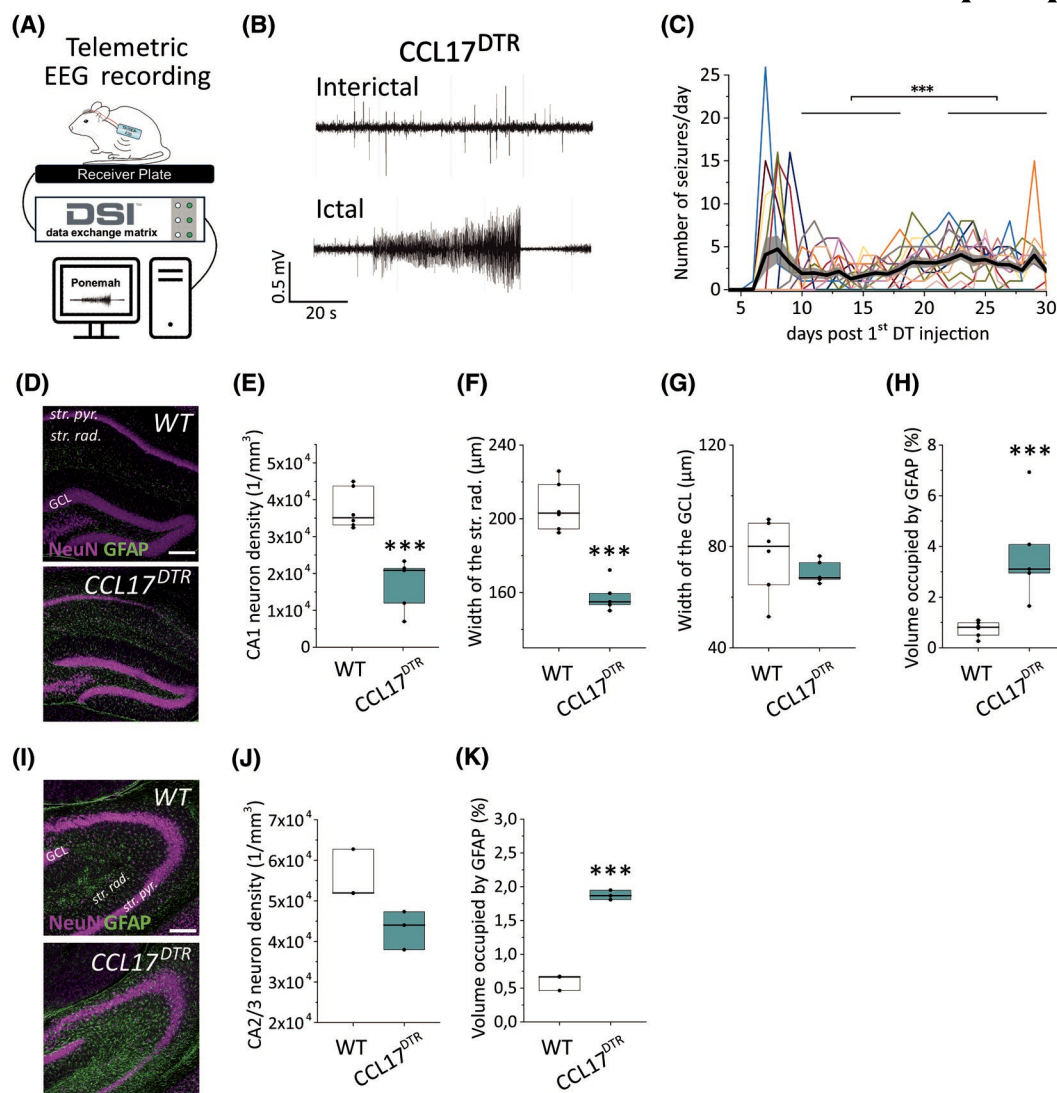 (A)
Telemetric
EEG recording
Receiver Plate
DSI™
data exchange matrix
Ponemah
(B)
CCL17ᴰᵀᴿ
Interictal
Ictal
0.5 mV
20 s
(C)
Number of seizures/day
25
20
15
10
5
0
***
5 10 15 20 25 30
days post 1ˢᵗ DT injection
(D)
str. pyr.
WT
str. rad.
GCL
NeuN GFAP
CCL17ᴰᵀᴿ
(E)
CA1 neuron density (1/mm³)
5x10⁴
4x10⁴
3x10⁴
2x10⁴
1x10⁴
0
***
WT
CCL17ᴰᵀᴿ
(F)
Width of the str. rad. (µm)
240
200
160
***
WT
CCL17ᴰᵀᴿ
(G)
Width of the GCL (µm)
120
80
40
WT
CCL17ᴰᵀᴿ
(H)
Volume occupied by GFAP (%)
8
6
4
2
0
***
WT
CCL17ᴰᵀᴿ
(I)
WT
GCL
str. rad.
str. pyr.
NeuN GFAP
CCL17ᴰᵀᴿ
(J)
CA2/3 neuron density (1/mm³)
7x10⁴
6x10⁴
5x10⁴
4x10⁴
3x10⁴
2x10⁴
WT
CCL17ᴰᵀᴿ
(K)
Volume occupied by GFAP (%)
3,0
2,5
2,0
1,5
1,0
0,5
0,0
***
WT
CCL17ᴰᵀᴿ